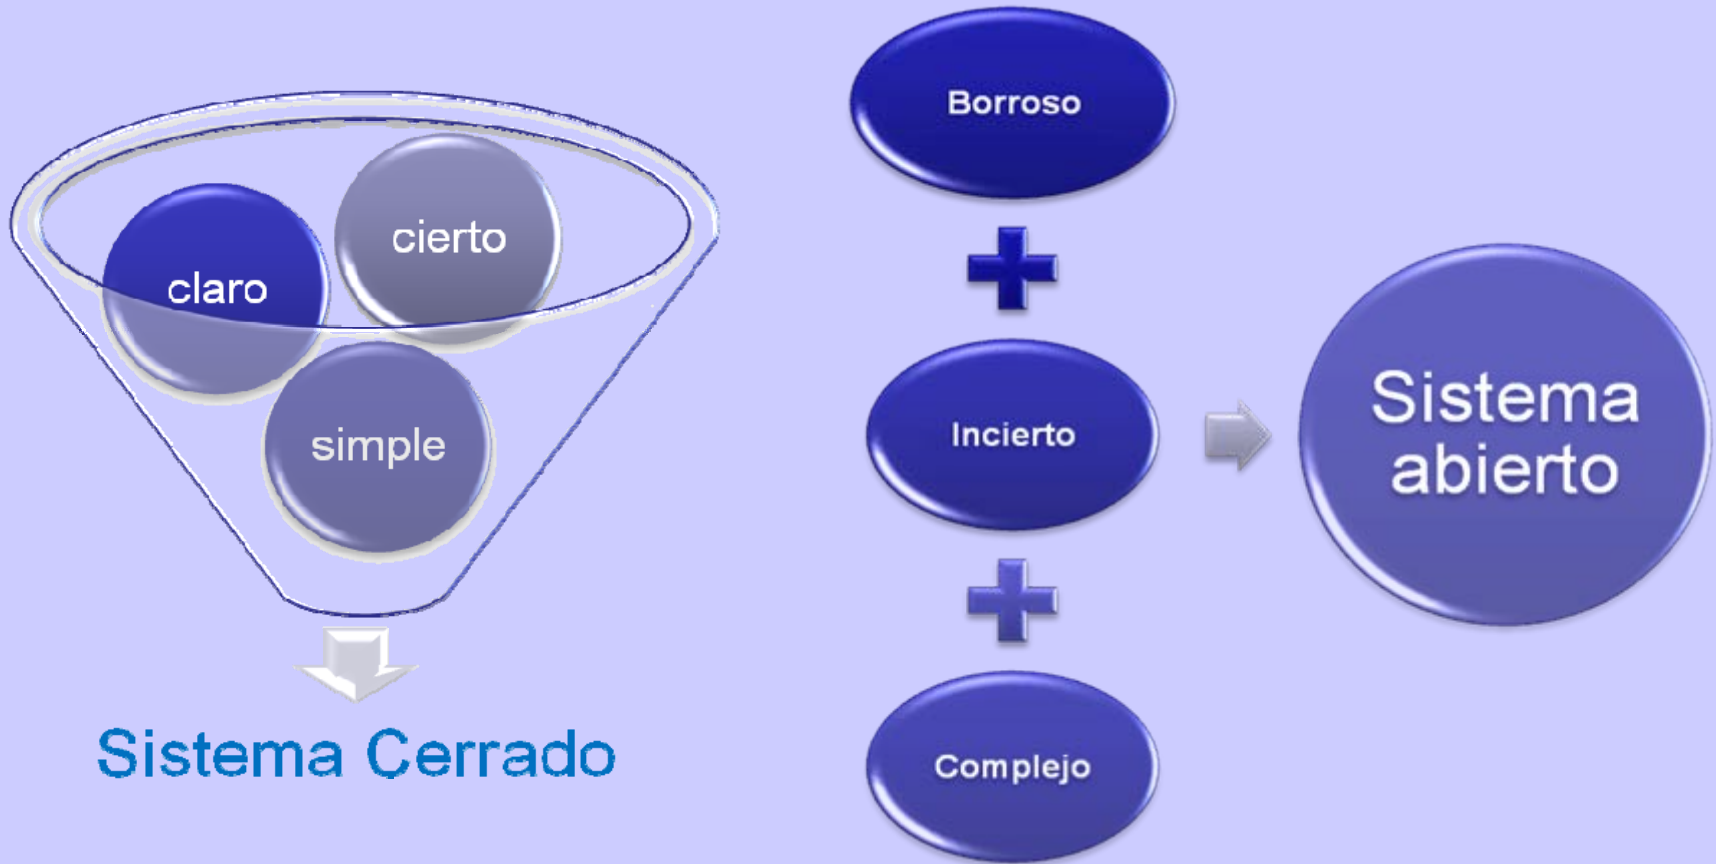 cierto
claro
simple
Sistema Cerrado
Borroso
Incierto
Complejo
Sistema
abierto